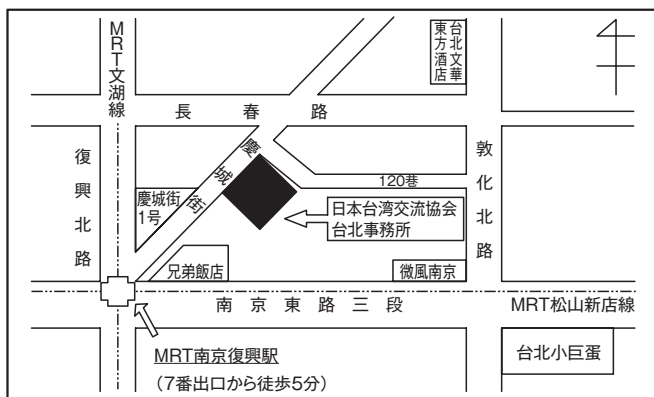 MRT文湖線
台北文華
東方酒店
長春路
復興北路
慶城街
慶城街
1号
120巷
敦化北路
日本台湾交流協会
台北事務所
兄弟飯店
微風南京
南京東路三段
MRT松山新店線
MRT南京復興駅
(7番出口から徒歩5分)
台北小巨蛋